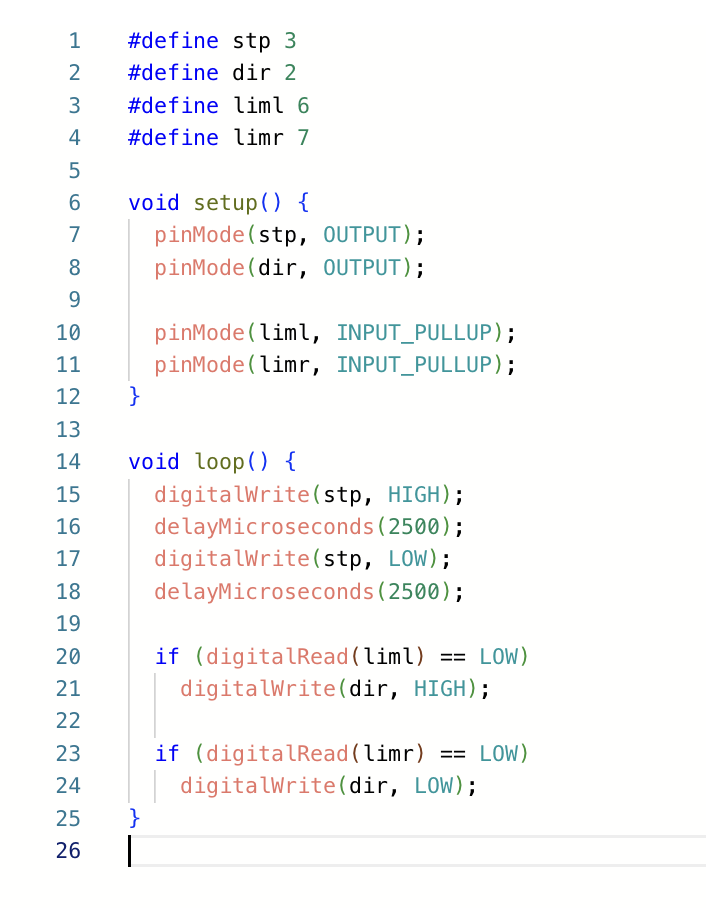 1 #define stp 3
2 #define dir 2
3 #define liml 6
4 #define limr 7
5
6 void setup() {
7   pinMode(stp, OUTPUT);
8   pinMode(dir, OUTPUT);
9
10   pinMode(liml, INPUT_PULLUP);
11   pinMode(limr, INPUT_PULLUP);
12 }
13
14 void loop() {
15   digitalWrite(stp, HIGH);
16   delayMicroseconds(2500);
17   digitalWrite(stp, LOW);
18   delayMicroseconds(2500);
19
20   if (digitalRead(liml) == LOW)
21     digitalWrite(dir, HIGH);
22
23   if (digitalRead(limr) == LOW)
24     digitalWrite(dir, LOW);
25 }
26